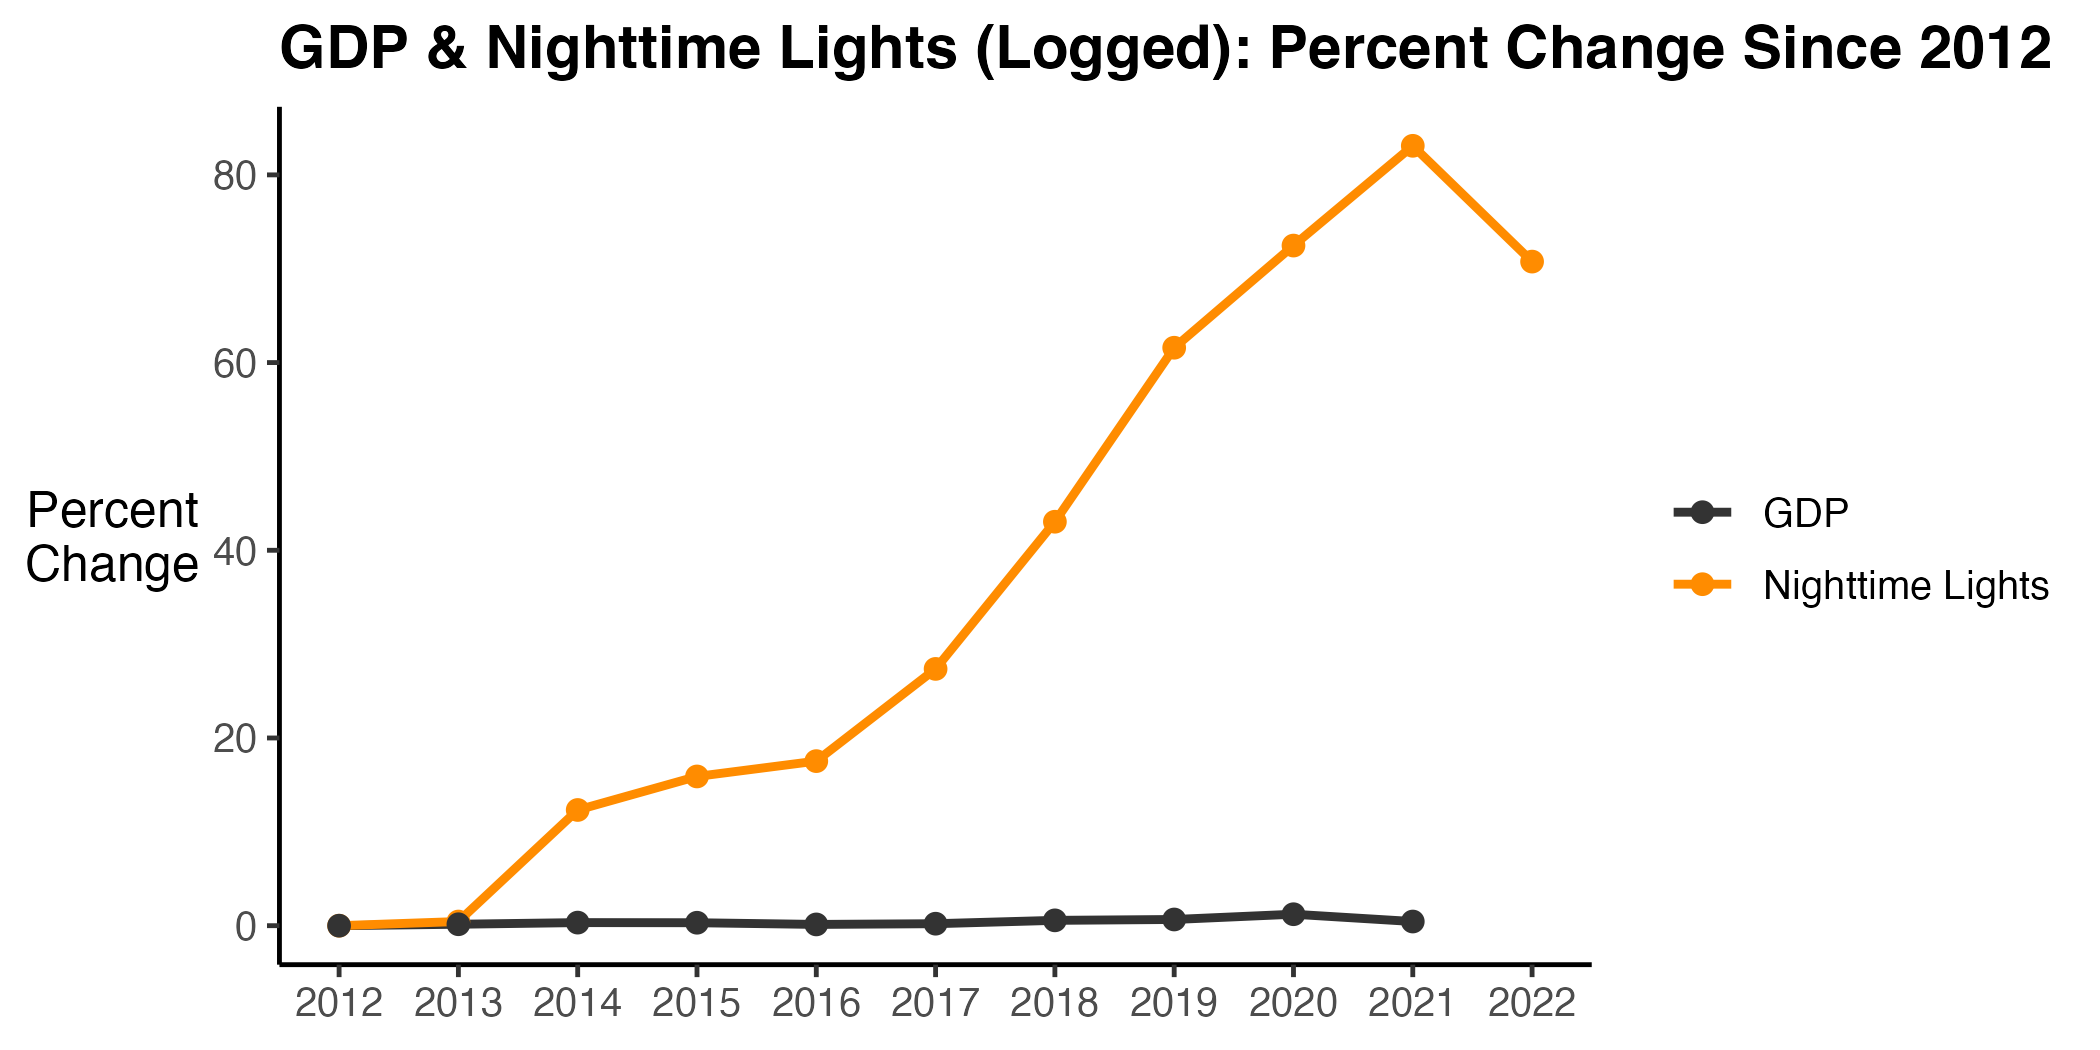 GDP & Nighttime Lights (Logged): Percent Change Since 2012
80
60
40
20
0
Percent
Change
GDP
Nighttime Lights
2012 2013 2014 2015 2016 2017 2018 2019 2020 2021 2022